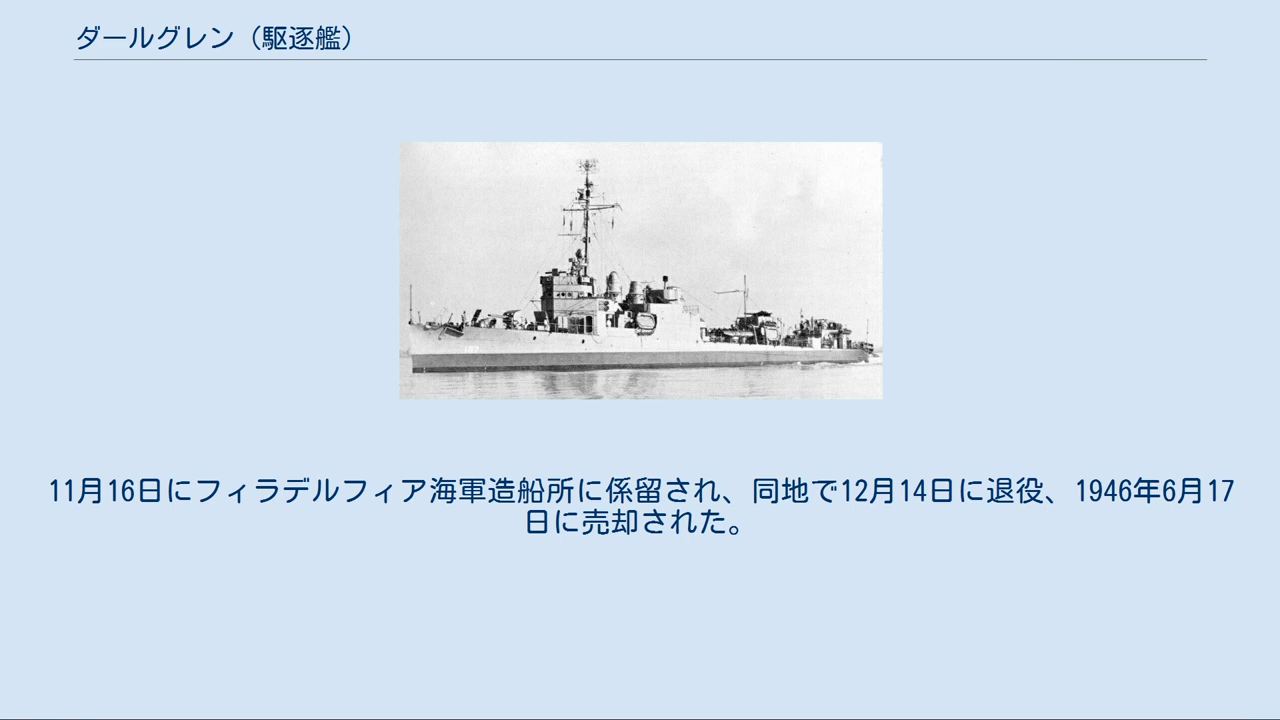 ダールグレン（駆逐艦）
11月16日にフィラデルフィア海軍造船所に係留され、同地で12月14日に退役、1946年6月17
日に売却された。